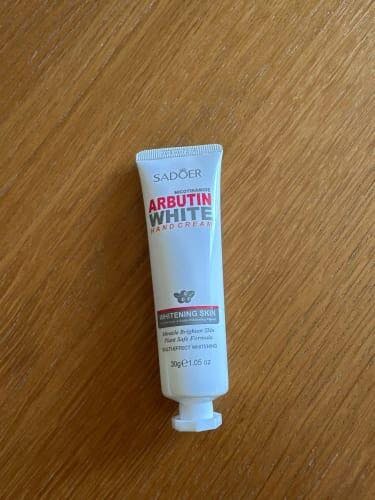 SADOER
NICOTINAMIDE
ARBUTIN
WHITE
HAND CREAM
WHITENING SKIN
Miracle Brighten Skin
Plant Safe Formula
MULTI-EFFECT WHITENING
30g℮1.05 oz